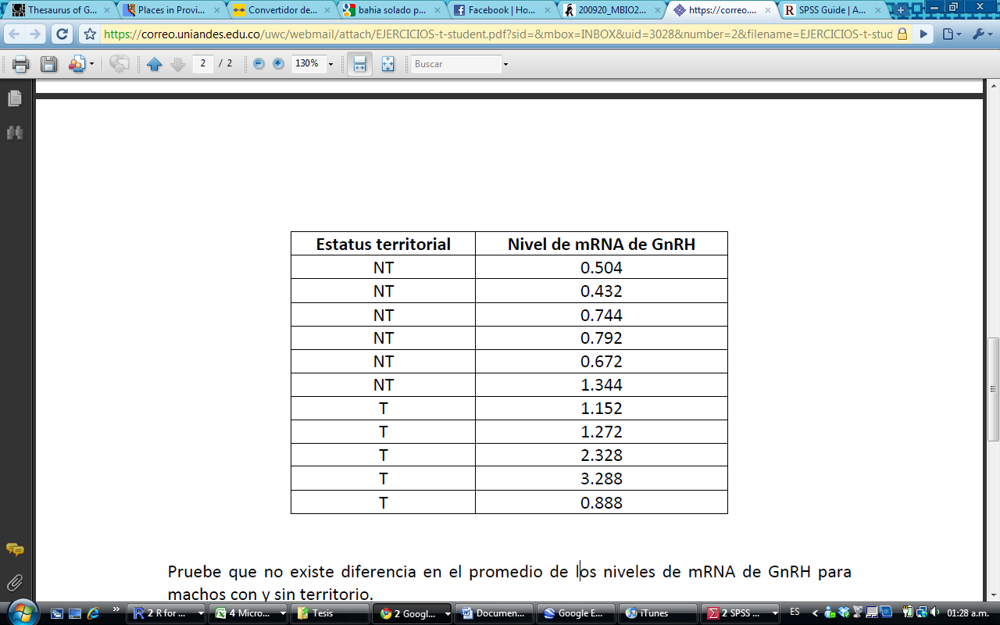 Thesaurus of G...
Places in Provi...
Convertidor de...
bahia solado p...
Facebook | Ho...
200920_MBIO2...
https://correo....
SPSS Guide | A...
https://correo.uniandes.edu.co/uwc/webmail/attach/EJERCICIOS-t-student.pdf?sid=&mbox=INBOX&uid=3028&number=2&filename=EJERCICIOS-t-stud
2 / 2 130% Buscar
Estatus territorial Nivel de mRNA de GnRH
NT 0.504
NT 0.432
NT 0.744
NT 0.792
NT 0.672
NT 1.344
T 1.152
T 1.272
T 2.328
T 3.288
T 0.888
Pruebe que no existe diferencia en el promedio de los niveles de mRNA de GnRH para
machos con y sin territorio.
» 2 R for ... 4 Micro... Tesis 2 Googl... Documen... Google E... iTunes 2 SPSS ... ES < 01:28 a.m.